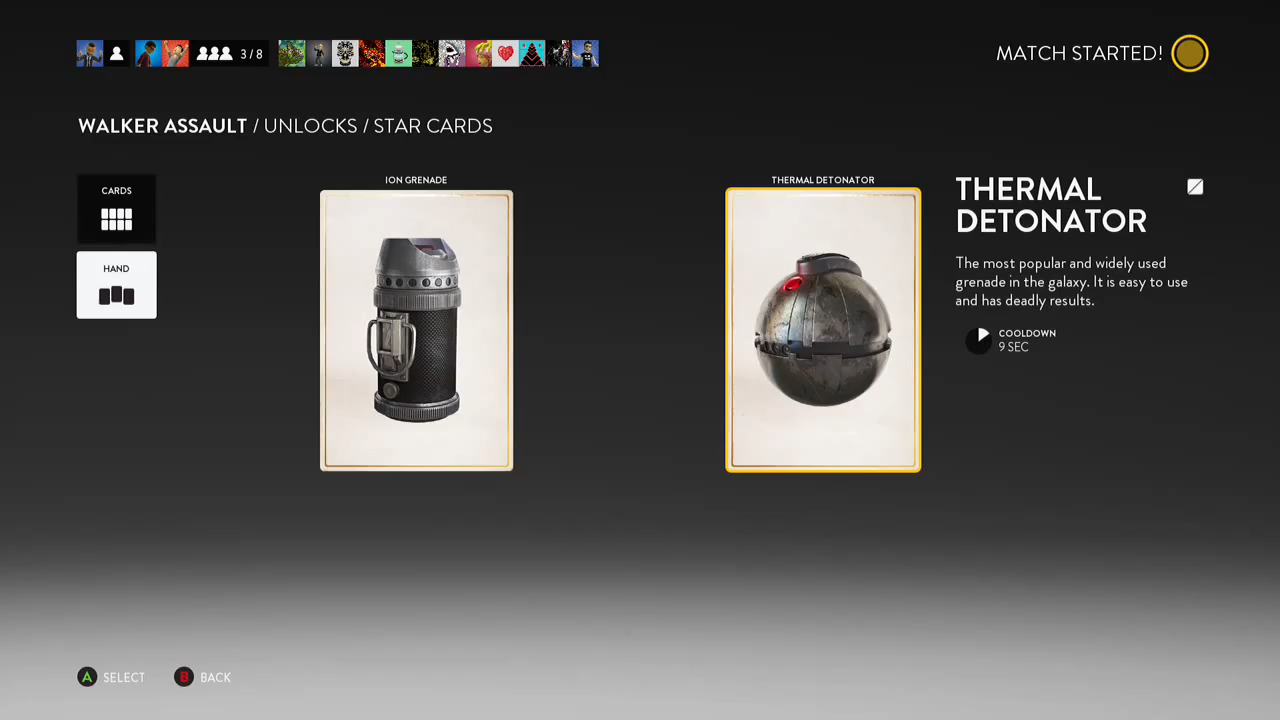 3 / 8
MATCH STARTED!
WALKER ASSAULT / UNLOCKS / STAR CARDS
CARDS
HAND
ION GRENADE
THERMAL DETONATOR
THERMAL
DETONATOR
The most popular and widely used
grenade in the galaxy. It is easy to use
and has deadly results.
COOLDOWN
9 SEC
A SELECT B BACK